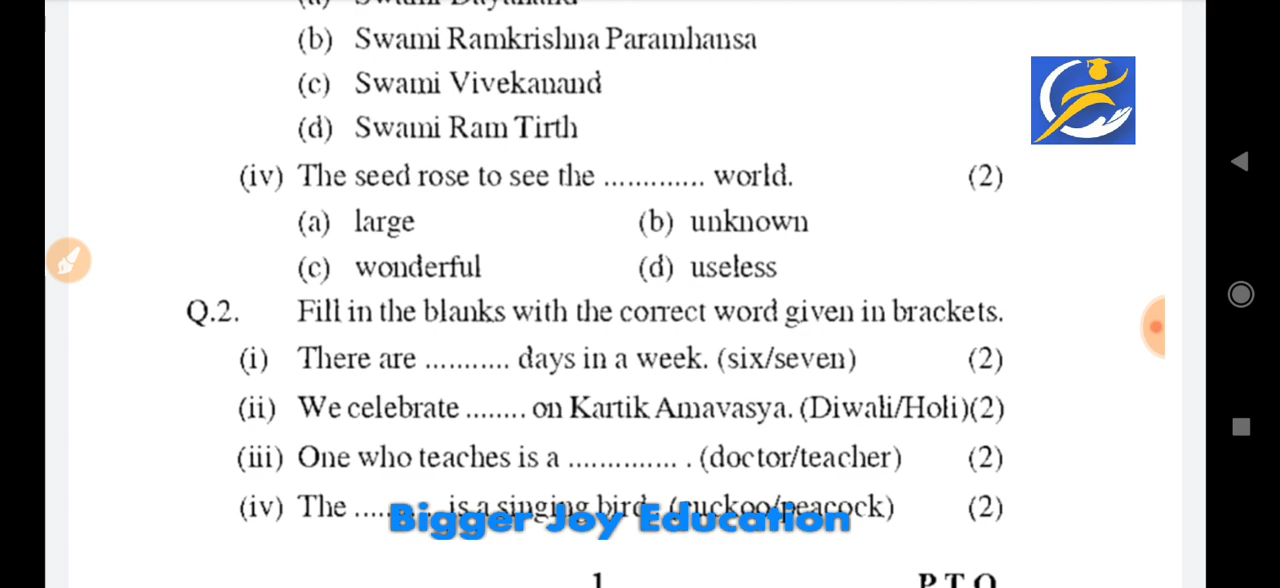 (b) Swami Ramkrishna Paramhansa
(c) Swami Vivekanand
(d) Swami Ram Tirth
(iv) The seed rose to see the ............. world. (2)
(a) large (b) unknown
(c) wonderful (d) useless
Q.2. Fill in the blanks with the correct word given in brackets.
(i) There are ........... days in a week. (six/seven) (2)
(ii) We celebrate ........ on Kartik Amavasya. (Diwali/Holi)(2)
(iii) One who teaches is a .............. . (doctor/teacher) (2)
(iv) The .......... is a singing bird. (cuckoo/peacock) (2)
Bigger Joy Education
1 P.T.O.